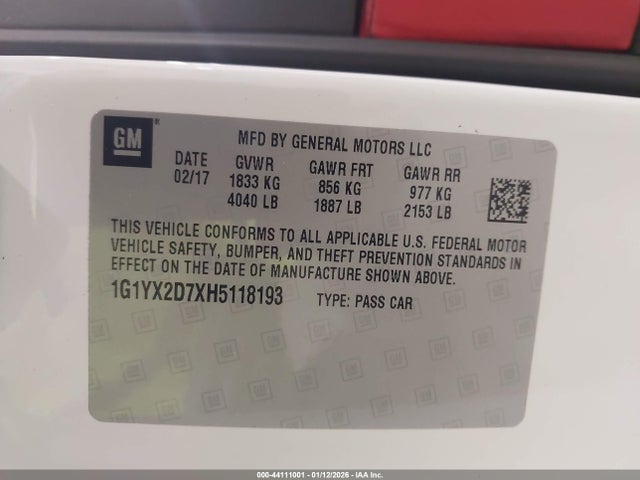 GM
MFD BY GENERAL MOTORS LLC
DATE GVWR GAWR FRT GAWR RR
02/17 1833 KG 856 KG 977 KG
4040 LB 1887 LB 2153 LB
THIS VEHICLE CONFORMS TO ALL APPLICABLE U.S. FEDERAL MOTOR
VEHICLE SAFETY, BUMPER, AND THEFT PREVENTION STANDARDS IN
EFFECT ON THE DATE OF MANUFACTURE SHOWN ABOVE.
1G1YX2D7XH5118193 TYPE: PASS CAR
000-44111001 - 01/12/2026 - IAA Inc.